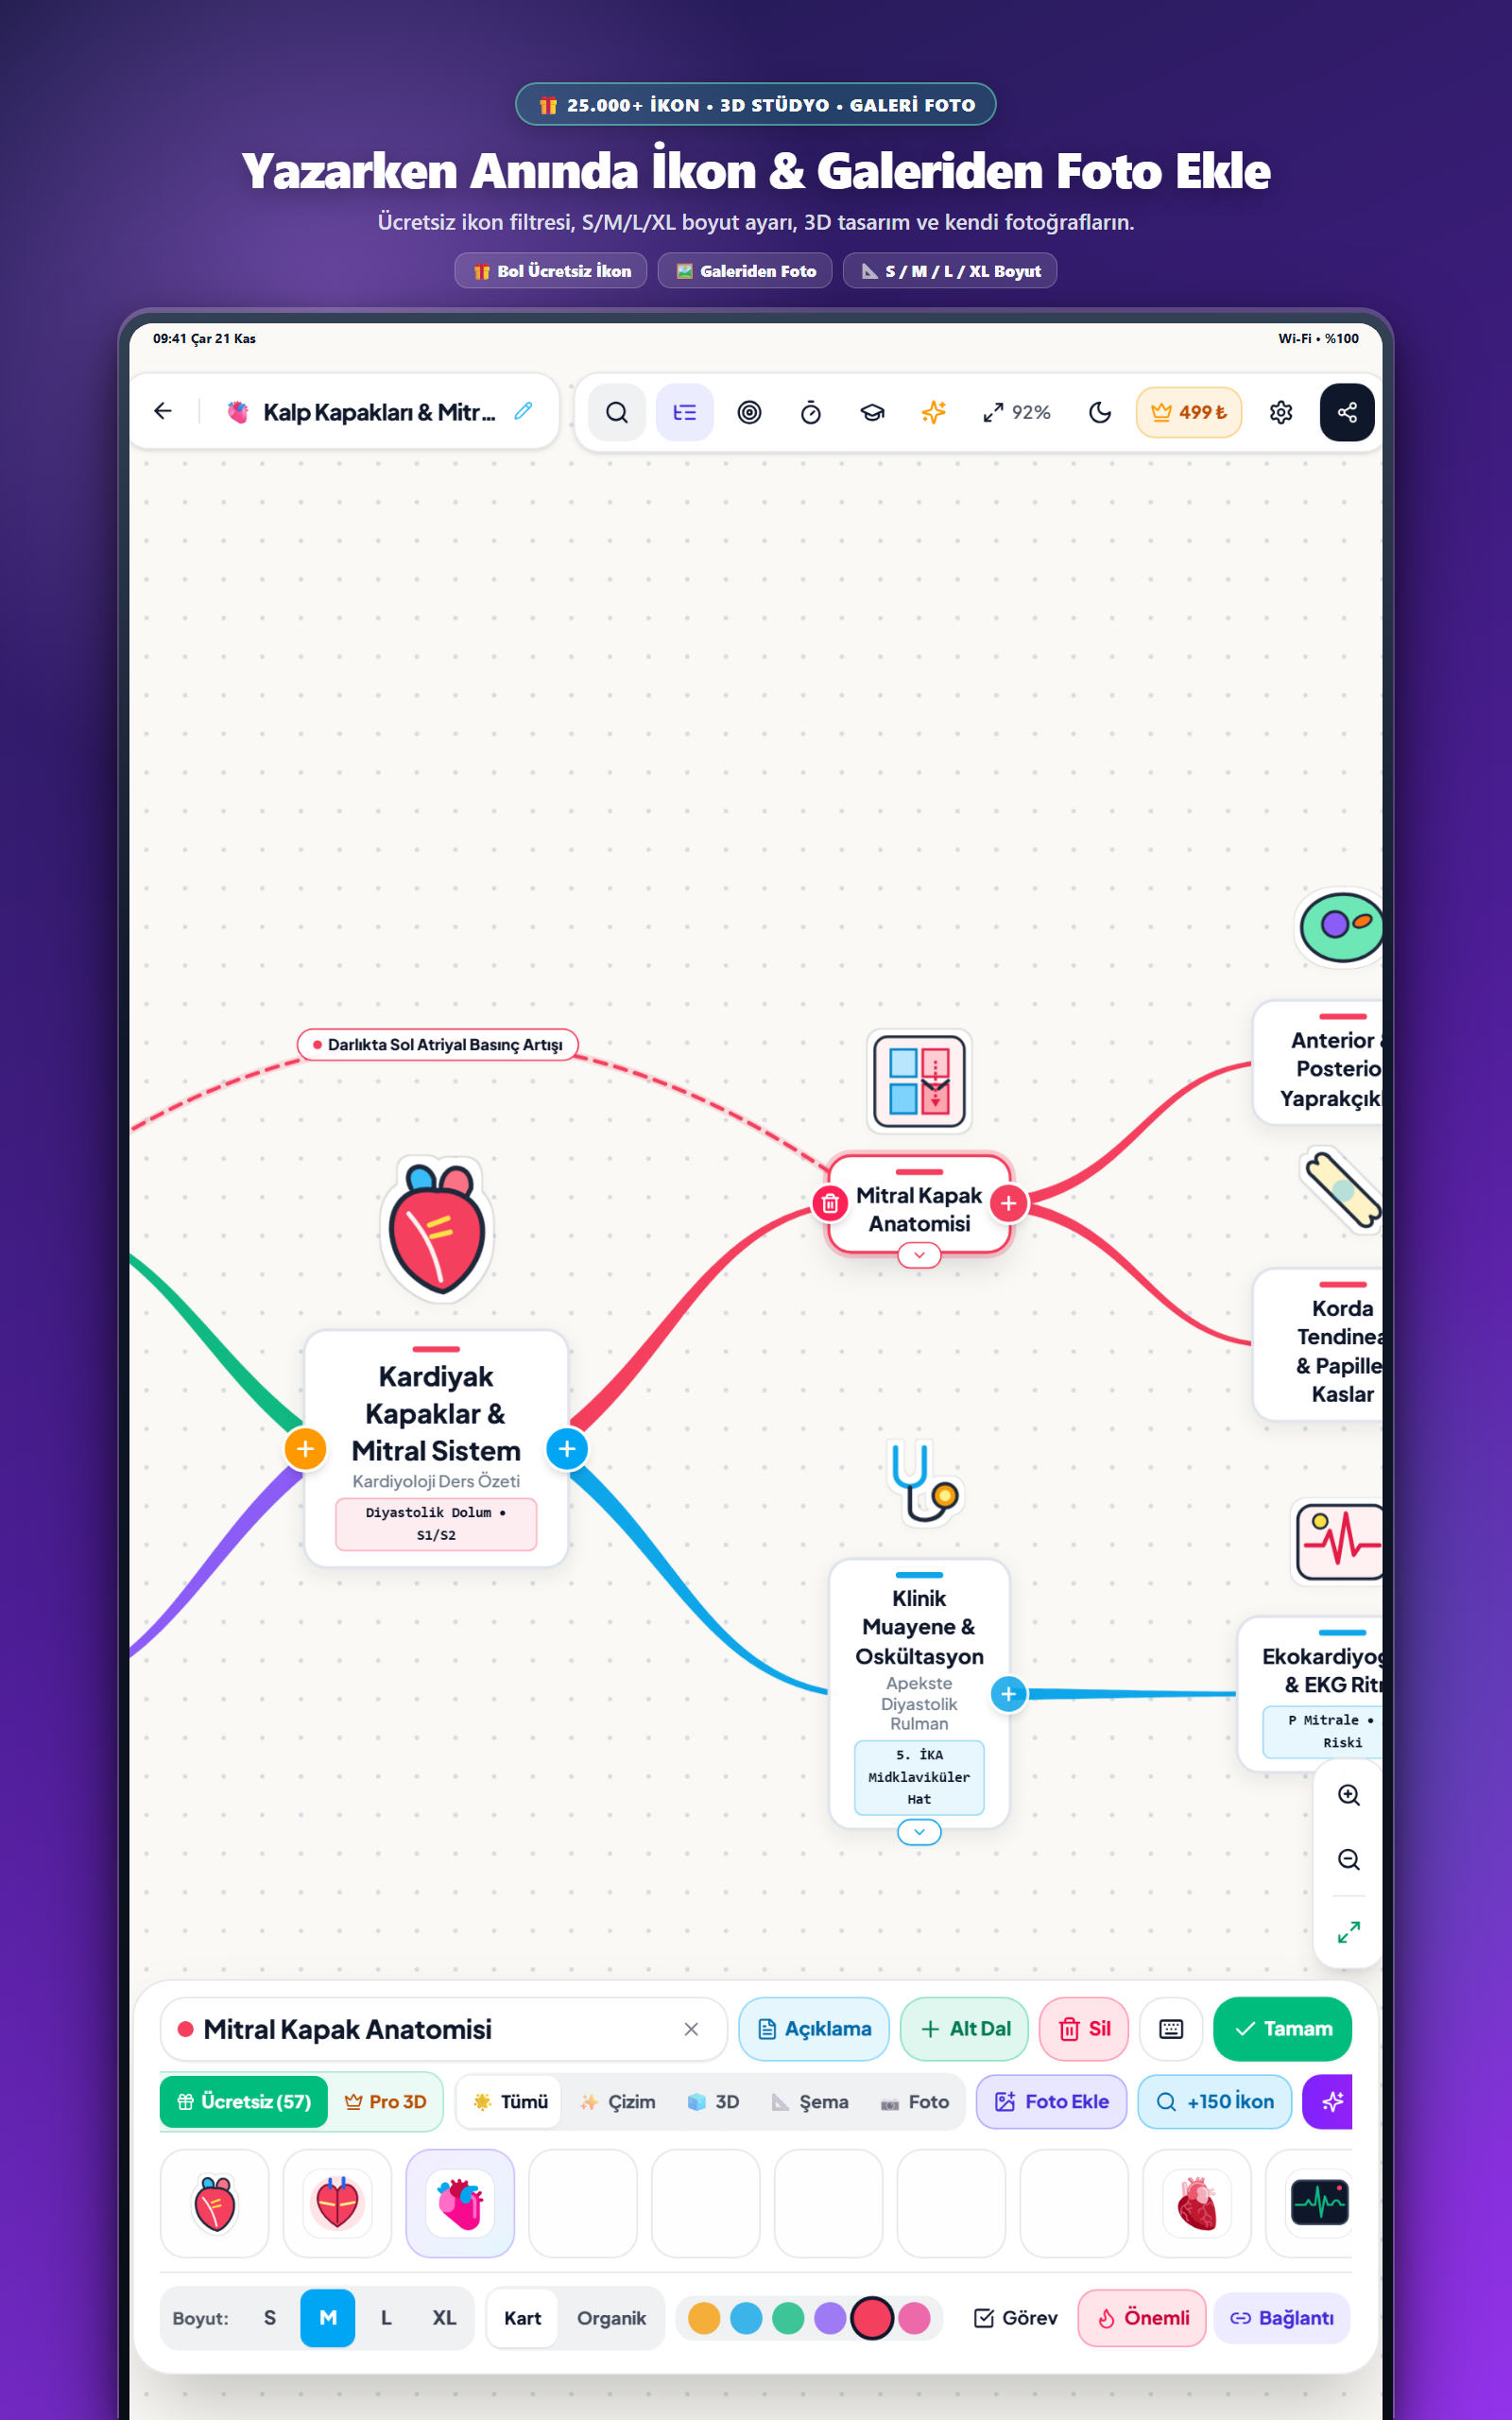 25.000+ İKON • 3D STÜDYO • GALERİ FOTO
Yazarken Anında İkon & Galeriden Foto Ekle
Ücretsiz ikon filtresi, S/M/L/XL boyut ayarı, 3D tasarım ve kendi fotoğrafların.
Bol Ücretsiz İkon
Galeriden Foto
S / M / L / XL Boyut
09:41 Çar 21 Kas
Wi-Fi • %100
Kalp Kapakları & Mitr...
92%
499 ₺
Darlıkta Sol Atriyal Basınç Artışı
Anterior &
Posterio
Yaprakçık
Mitral Kapak
Anatomisi
Korda
Tendinea
& Papille
Kaslar
Kardiyak
Kapaklar &
Mitral Sistem
Kardiyoloji Ders Özeti
Diyastolik Dolum •
S1/S2
Klinik
Muayene &
Oskültasyon
Apekste
Diyastolik
Rulman
5. İKA
Midklaviküler
Hat
Ekokardiyog
& EKG Rit
P Mitrale •
Riski
Mitral Kapak Anatomisi
Açıklama
Alt Dal
Sil
Tamam
Ücretsiz (57)
Pro 3D
Tümü
Çizim
3D
Şema
Foto
Foto Ekle
+150 İkon
Boyut:
S
M
L
XL
Kart
Organik
Görev
Önemli
Bağlantı